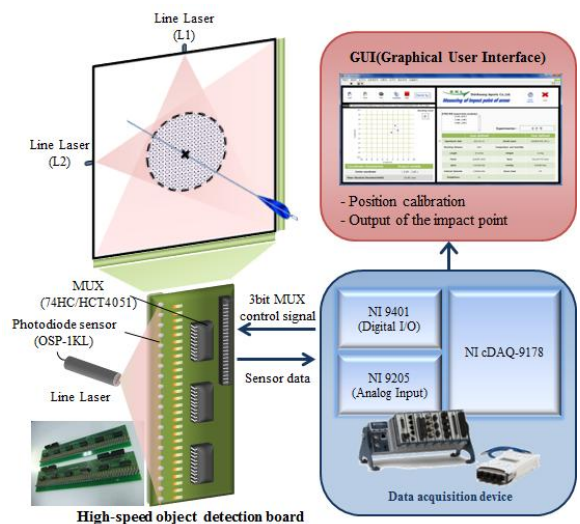 Line Laser
(L1)
Line Laser
(L2)
GUI(Graphical User Interface)
Measuring of impact point of arrow
- Position calibration
- Output of the impact point
MUX
(74HC/HCT4051)
Photodiode sensor
(OSP-1KL)
Line Laser
3bit MUX
control signal
Sensor data
NI 9401
(Digital I/O)
NI 9205
(Analog Input)
NI cDAQ-9178
Data acquisition device
High-speed object detection board